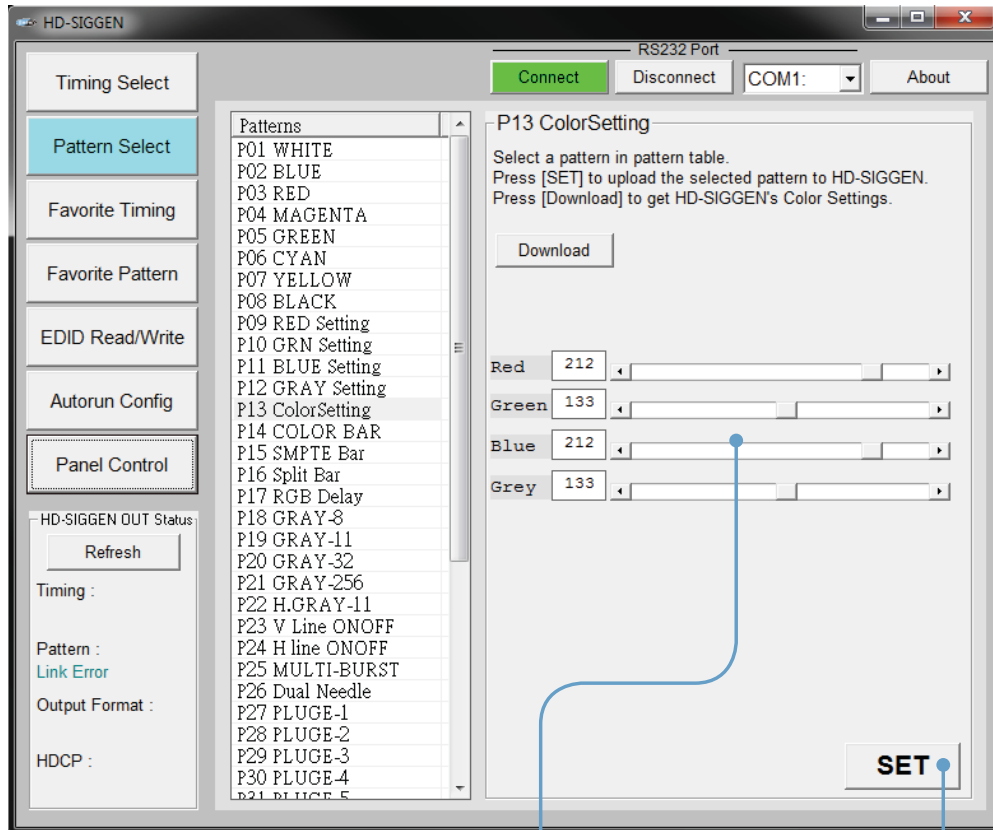 HD-SIGGEN
Timing Select
Pattern Select
Favorite Timing
Favorite Pattern
EDID Read/Write
Autorun Config
Panel Control
HD-SIGGEN OUT Status
Refresh
Timing :
Pattern :
Link Error
Output Format :
HDCP :
RS232 Port
Connect
Disconnect
COM1:
About
Patterns
P01 WHITE
P02 BLUE
P03 RED
P04 MAGENTA
P05 GREEN
P06 CYAN
P07 YELLOW
P08 BLACK
P09 RED Setting
P10 GRN Setting
P11 BLUE Setting
P12 GRAY Setting
P13 ColorSetting
P14 COLOR BAR
P15 SMPTE Bar
P16 Split Bar
P17 RGB Delay
P18 GRAY-8
P19 GRAY-11
P20 GRAY-32
P21 GRAY-256
P22 H.GRAY-11
P23 V Line ONOFF
P24 H line ONOFF
P25 MULTI-BURST
P26 Dual Needle
P27 PLUGE-1
P28 PLUGE-2
P29 PLUGE-3
P30 PLUGE-4
P31 PLUGE-5
P13 ColorSetting
Select a pattern in pattern table.
Press [SET] to upload the selected pattern to HD-SIGGEN.
Press [Download] to get HD-SIGGEN's Color Settings.
Download
Red 212
Green 133
Blue 212
Grey 133
SET